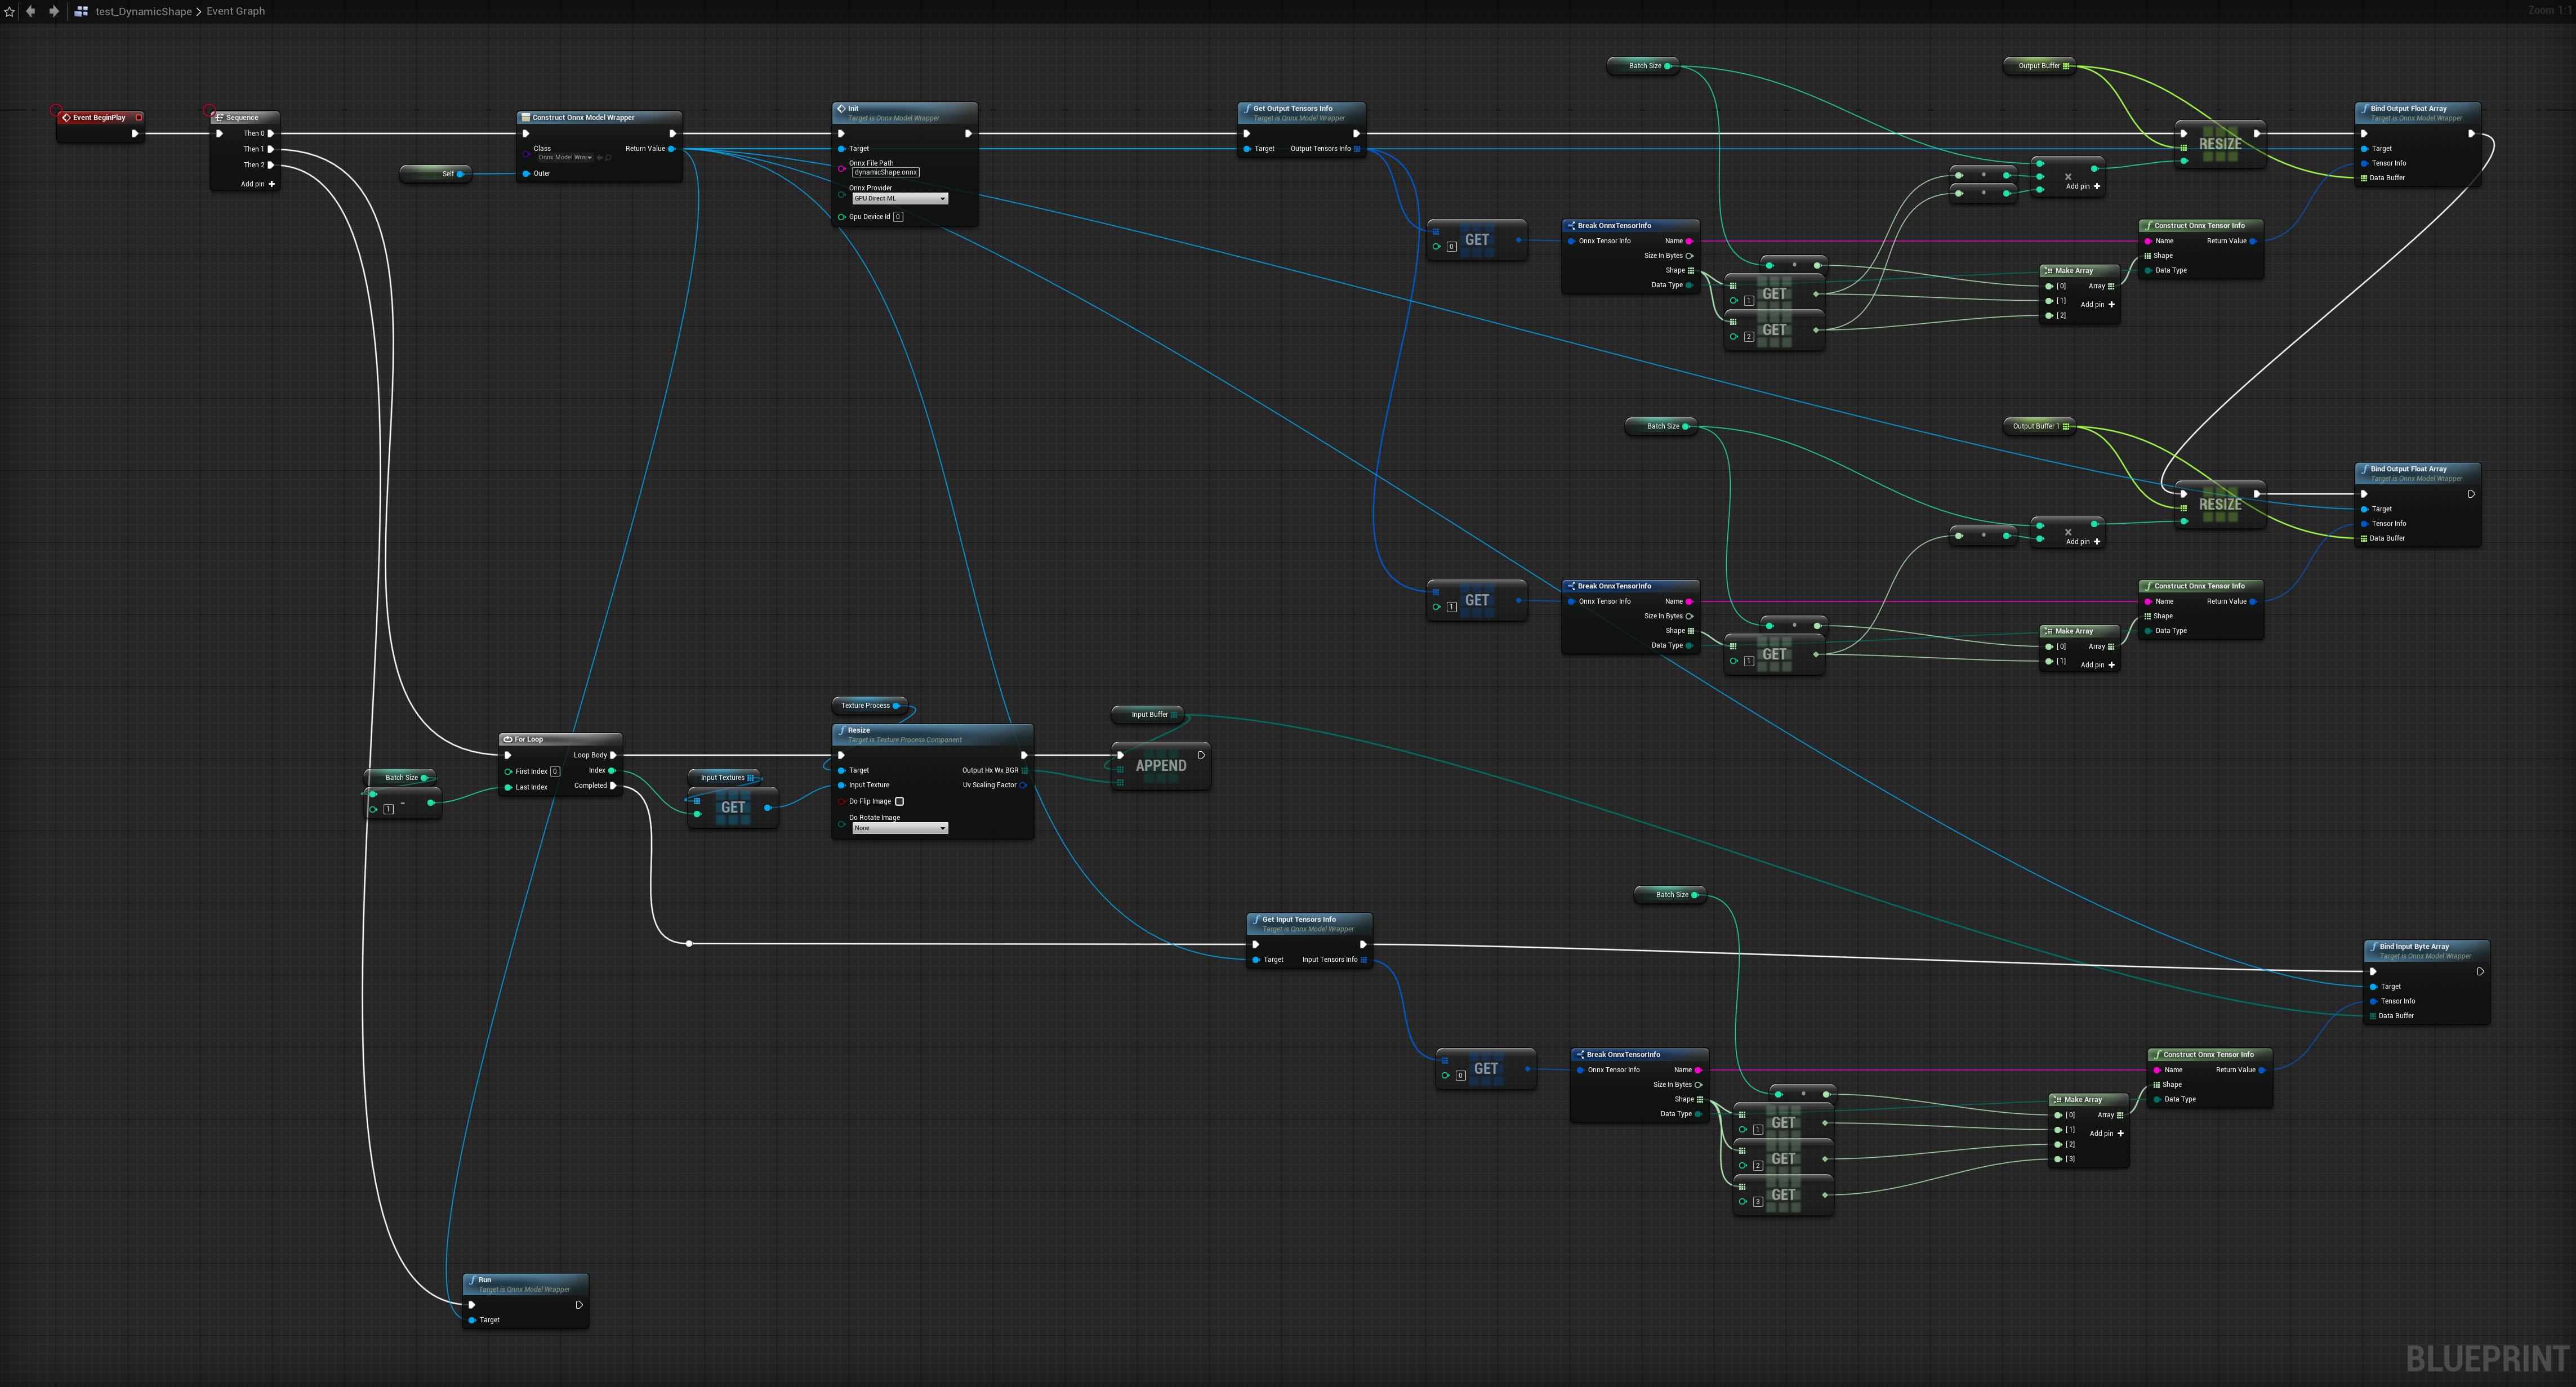 test_DynamicShape > Event Graph
Zoom 1:1
Event BeginPlay
Sequence
Then 0
Then 1
Then 2
Add pin
Self
Construct Onnx Model Wrapper
Class
Return Value
Outer
Init
Target is Onnx Model Wrapper
Target
Onnx File Path
dynamicShape.onnx
Onnx Provider
GPU Direct ML
Gpu Device Id 0
Get Output Tensors Info
Target is Onnx Model Wrapper
Target Output Tensors Info
Batch Size
Output Buffer
RESIZE
Add pin
Bind Output Float Array
Target is Onnx Model Wrapper
Target
Tensor Info
Data Buffer
0 GET
Break OnnxTensorInfo
Onnx Tensor Info Name
Size In Bytes
Shape
Data Type
1 GET
2 GET
Make Array
[0] Array
[1] Add pin
[2]
Construct Onnx Tensor Info
Name Return Value
Shape
Data Type
Batch Size
Output Buffer 1
RESIZE
Add pin
Bind Output Float Array
Target is Onnx Model Wrapper
Target
Tensor Info
Data Buffer
1 GET
Break OnnxTensorInfo
Onnx Tensor Info Name
Size In Bytes
Shape
Data Type
1 GET
Make Array
[0] Array
[1] Add pin
Construct Onnx Tensor Info
Name Return Value
Shape
Data Type
Batch Size
1
For Loop
Loop Body
First Index 0 Index
Last Index Completed
Input Textures
GET
Texture Process
Resize
Target is Texture Process Component
Target Output Hx Wx BGR
Input Texture Uv Scaling Factor
Do Flip Image
Do Rotate Image
None
Input Buffer
APPEND
Get Input Tensors Info
Target is Onnx Model Wrapper
Target Input Tensors Info
Batch Size
Bind Input Byte Array
Target is Onnx Model Wrapper
Target
Tensor Info
Data Buffer
0 GET
Break OnnxTensorInfo
Onnx Tensor Info Name
Size In Bytes
Shape
Data Type
1 GET
2 GET
3 GET
Make Array
[0] Array
[1] Add pin
[2]
[3]
Construct Onnx Tensor Info
Name Return Value
Shape
Data Type
Run
Target is Onnx Model Wrapper
Target
BLUEPRINT